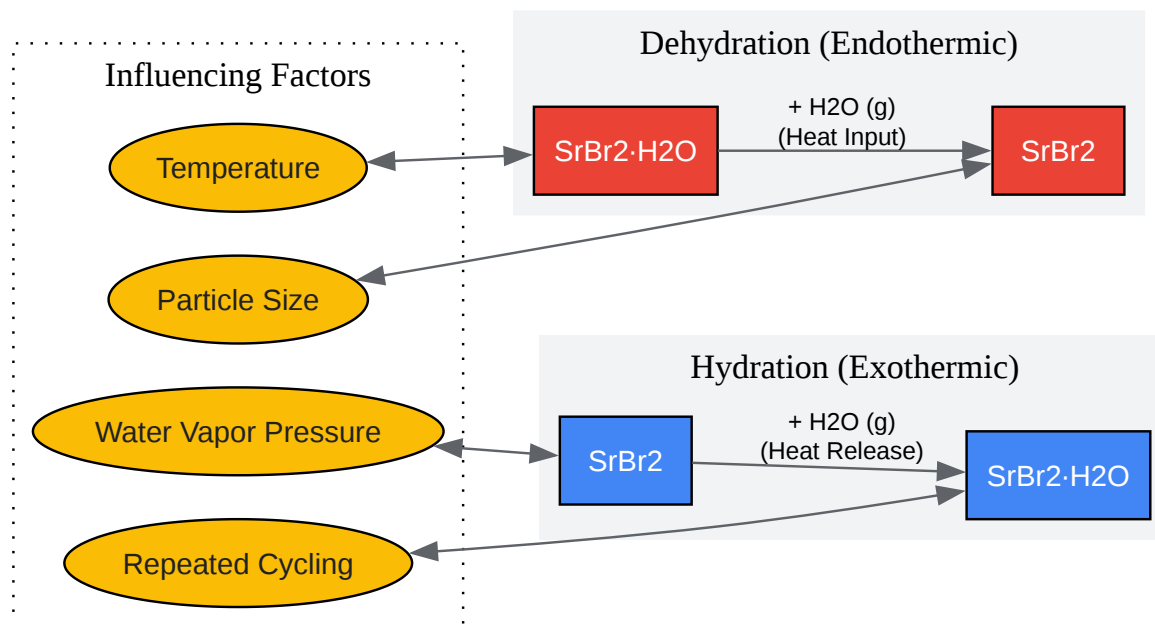 Influencing Factors
Temperature
Particle Size
Water Vapor Pressure
Repeated Cycling
Dehydration (Endothermic)
SrBr2·H2O
+ H2O (g)
(Heat Input)
SrBr2
Hydration (Exothermic)
SrBr2
+ H2O (g)
(Heat Release)
SrBr2·H2O